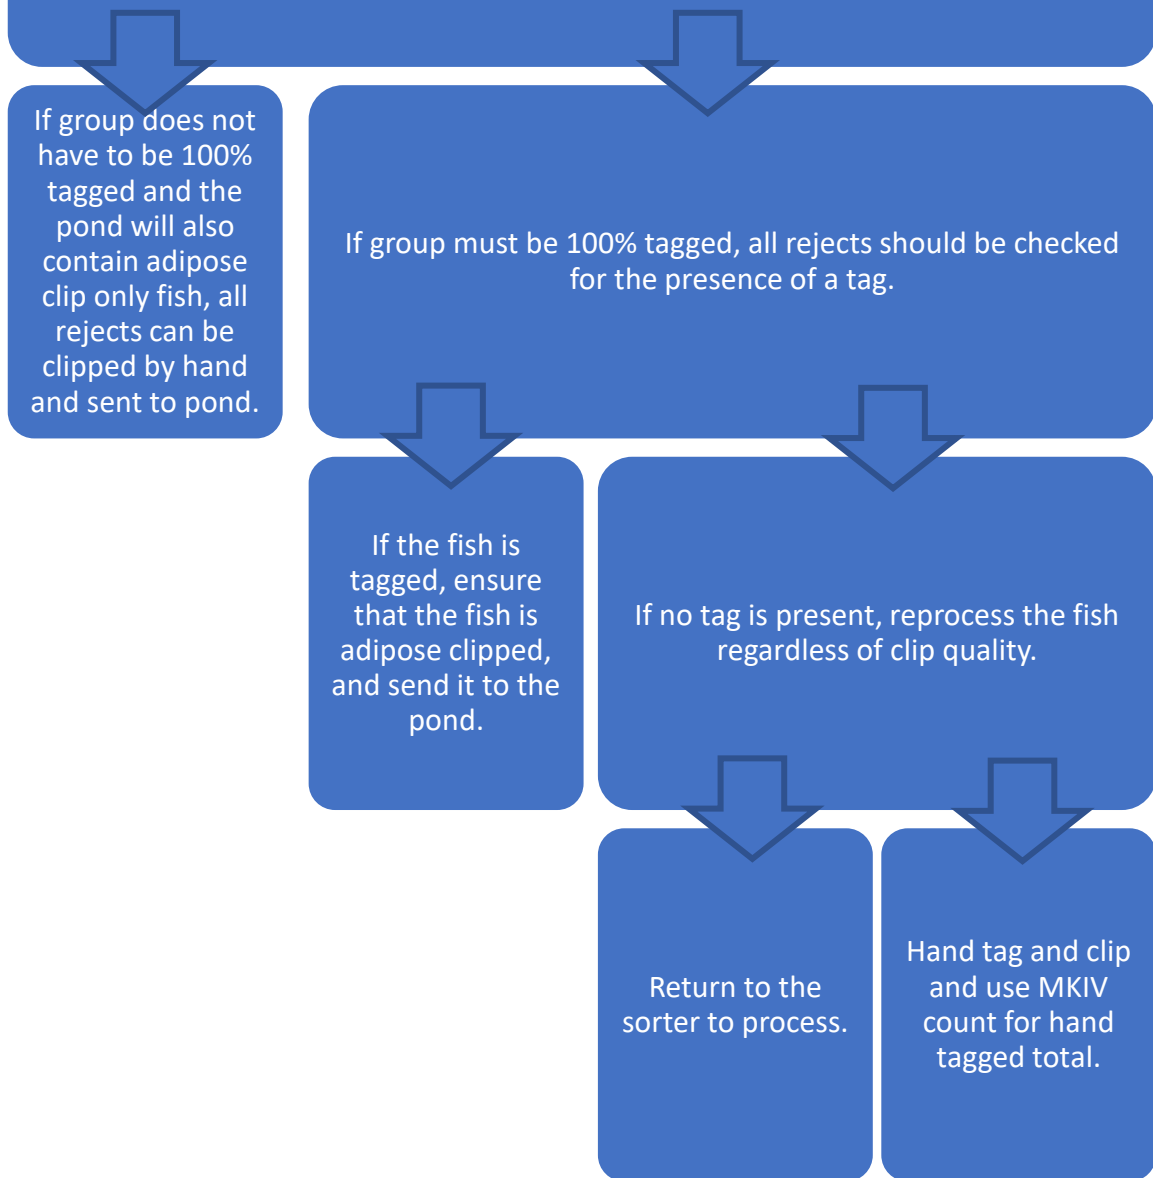 If group does not
have to be 100%
tagged and the
pond will also
contain adipose
clip only fish, all
rejects can be
clipped by hand
and sent to pond.
If group must be 100% tagged, all rejects should be checked
for the presence of a tag.
If the fish is
tagged, ensure
that the fish is
adipose clipped,
and send it to the
pond.
If no tag is present, reprocess the fish
regardless of clip quality.
Return to the
sorter to process.
Hand tag and clip
and use MKIV
count for hand
tagged total.